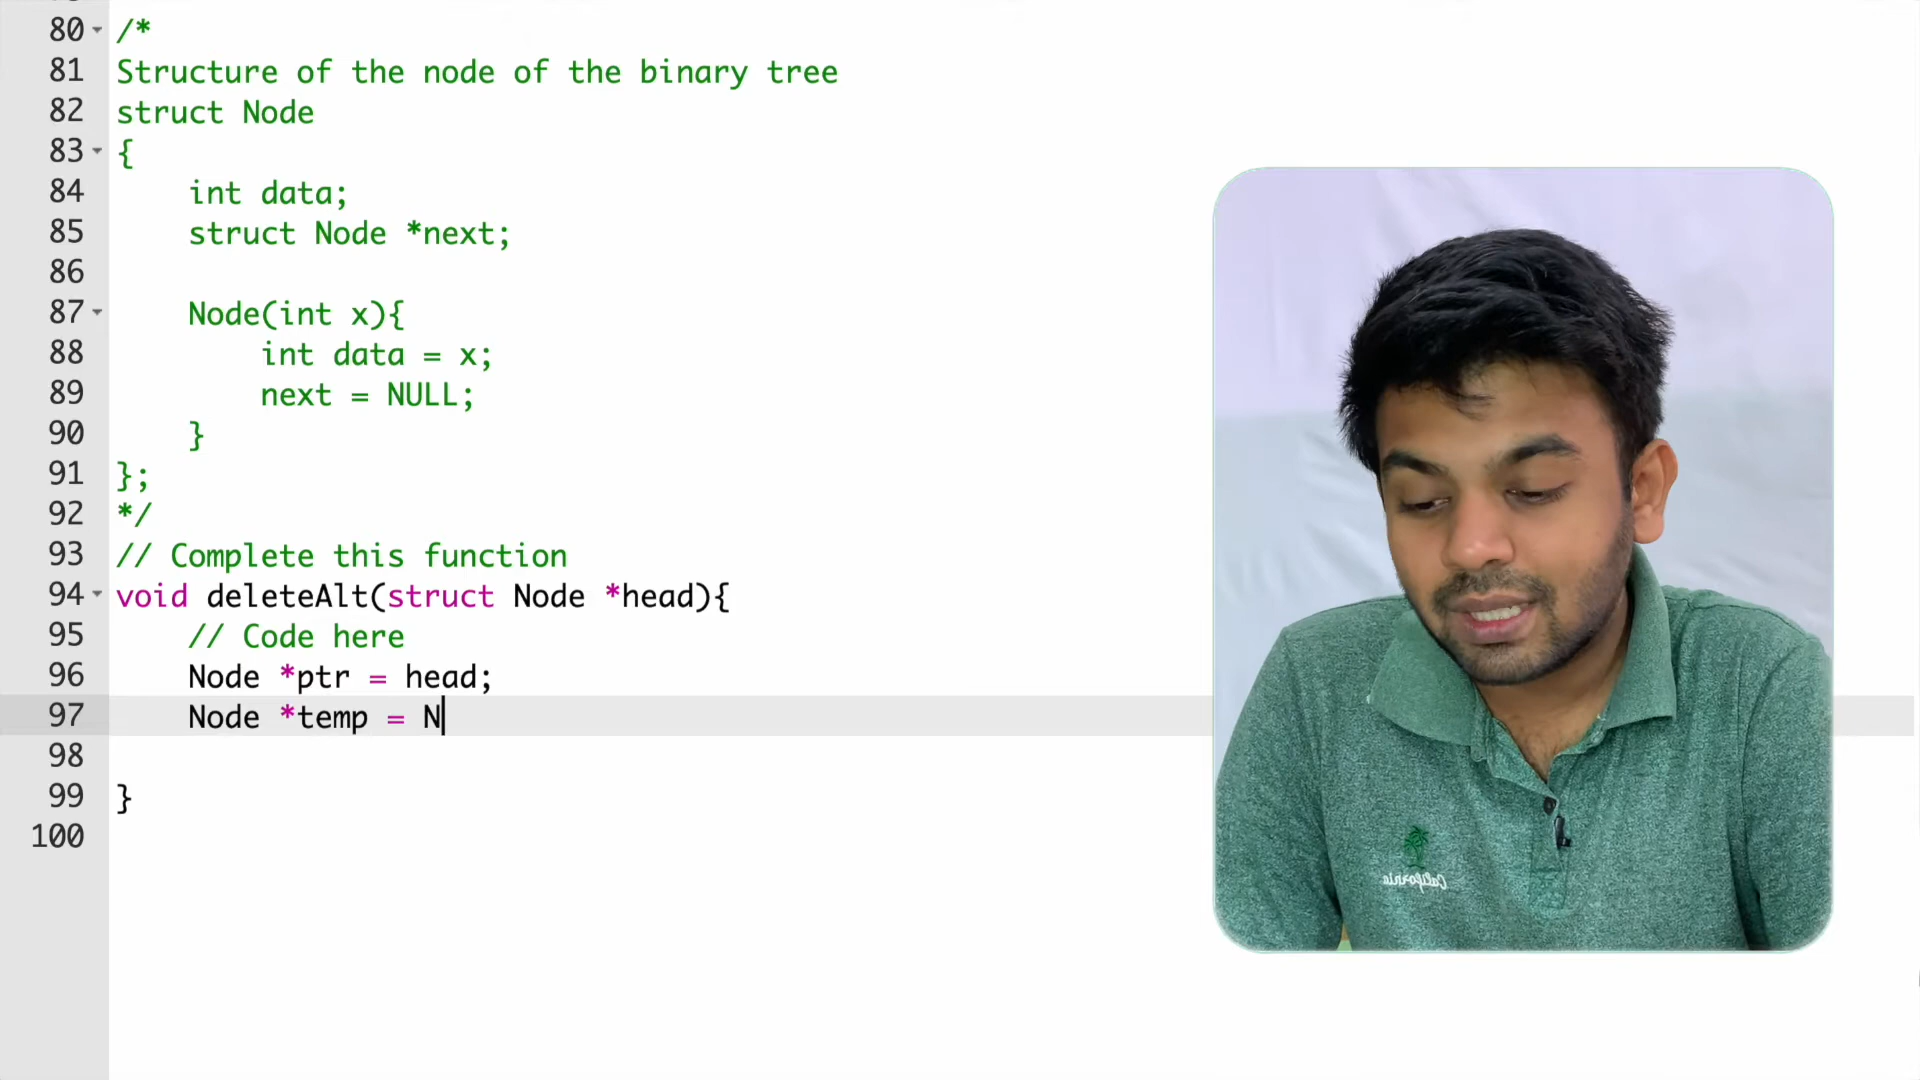 80 /*
81 Structure of the node of the binary tree
82 struct Node
83 {
84 int data;
85 struct Node *next;
86
87 Node(int x){
88 int data = x;
89 next = NULL;
90 }
91 };
92 */
93 // Complete this function
94 void deleteAlt(struct Node *head){
95 // Code here
96 Node *ptr = head;
97 Node *temp = N
98
99 }
100
California